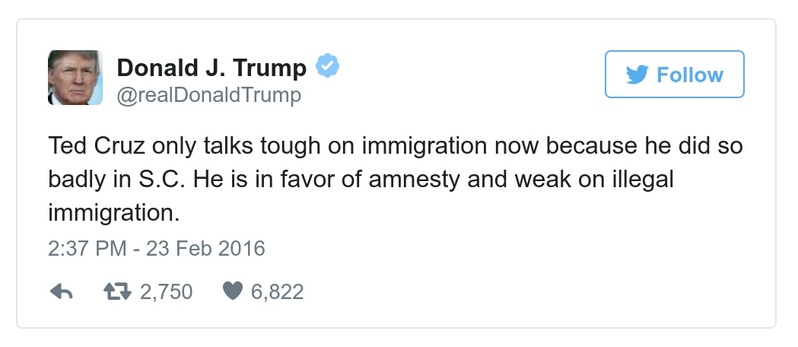 Donald J. Trump
@realDonaldTrump
Follow
Ted Cruz only talks tough on immigration now because he did so
badly in S.C. He is in favor of amnesty and weak on illegal
immigration.
2:37 PM - 23 Feb 2016
2,750 6,822